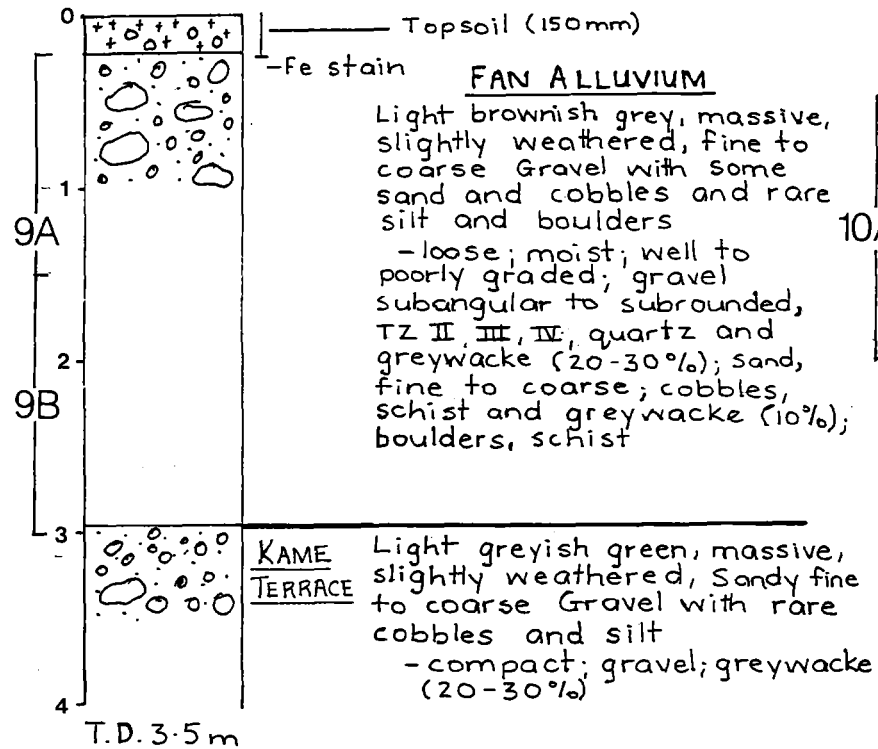 0
Topsoil (150mm)
-Fe stain
FAN ALLUVIUM
Light brownish grey, massive,
slightly weathered, fine to
coarse Gravel with some
sand and cobbles and rare
silt and boulders
-loose; moist; well to
poorly graded; gravel
subangular to subrounded,
TZ II, III, IV, quartz and
greywacke (20-30%); sand,
fine to coarse; cobbles,
schist and greywacke (10%);
boulders, schist
1
9A
10A
2
9B
3
KAME
TERRACE
Light greyish green, massive,
slightly weathered, Sandy fine
to coarse Gravel with rare
cobbles and silt
-compact; gravel; greywacke
(20-30%)
4
T.D. 3.5m